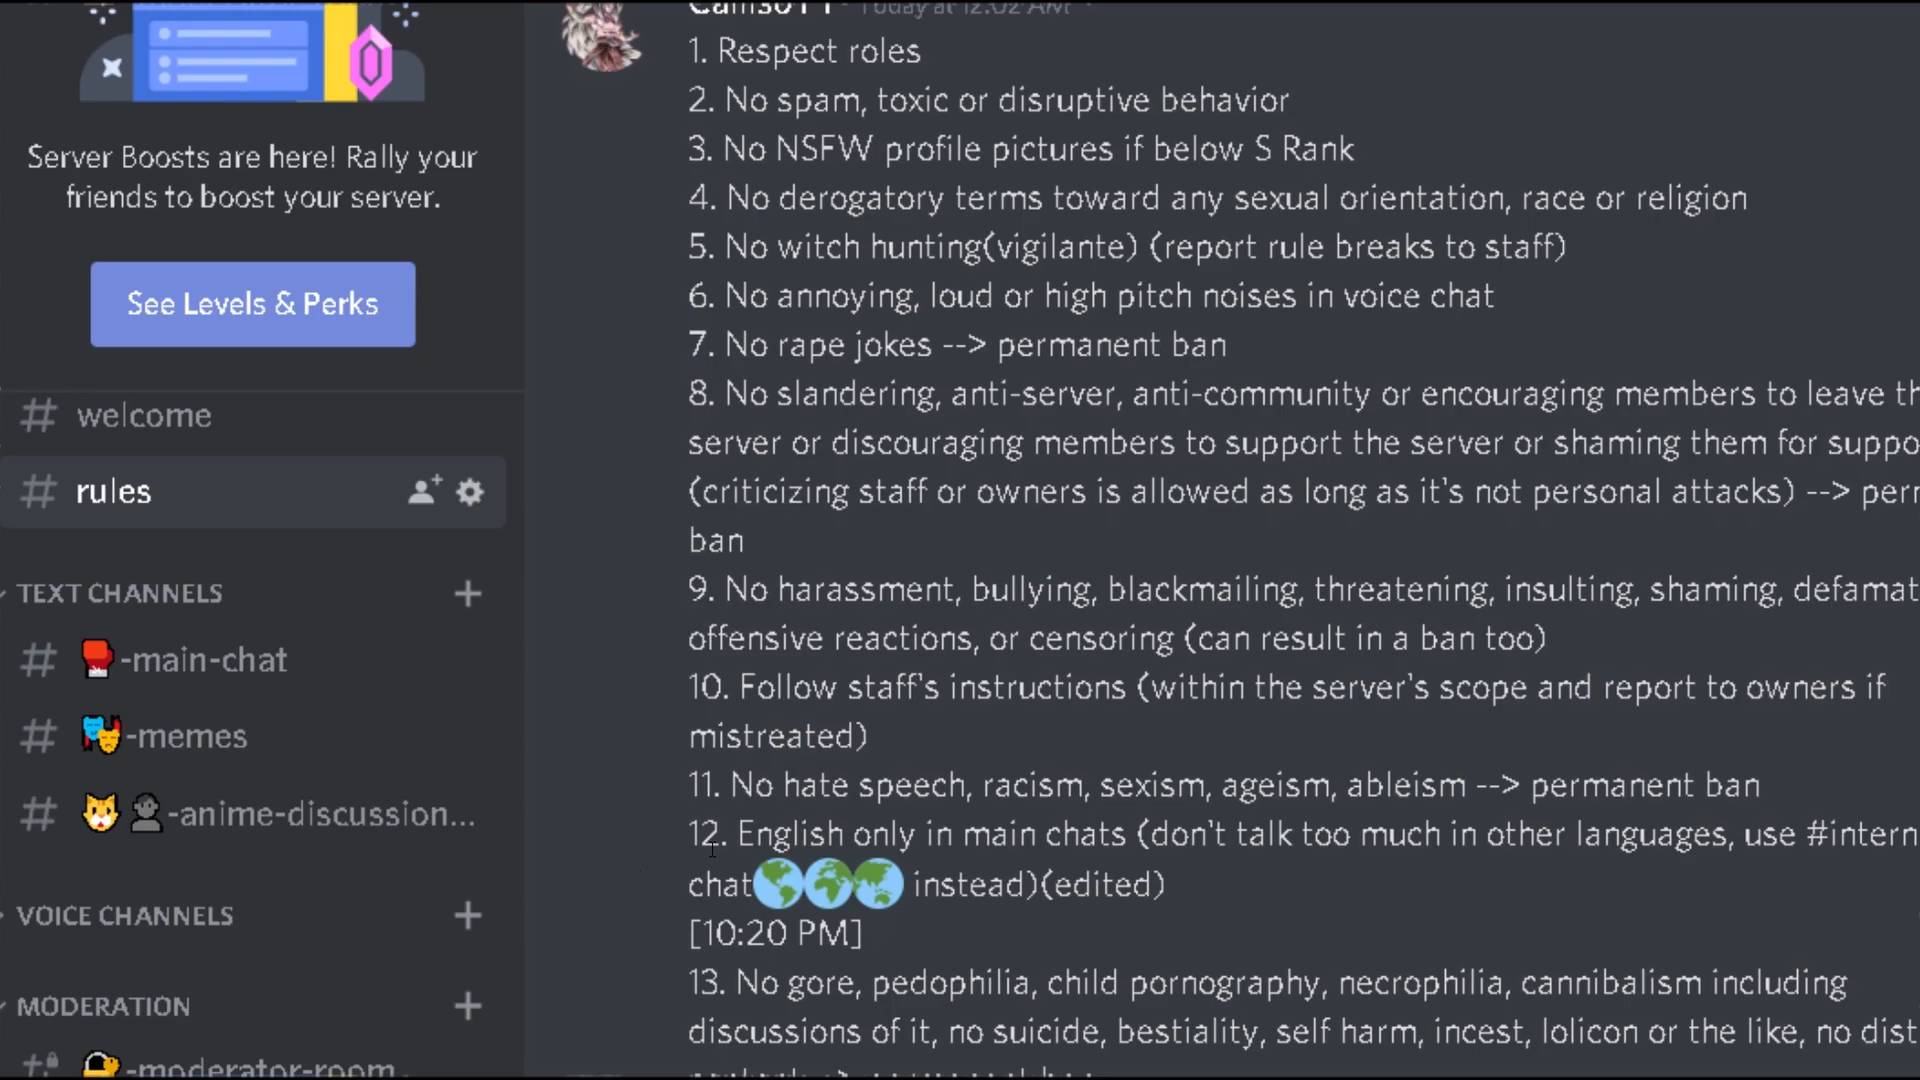 Today at 12:02 AM
Server Boosts are here! Rally your
friends to boost your server.
See Levels & Perks
# welcome
# rules
TEXT CHANNELS
# 🥊-main-chat
# 🎭-memes
# 🐱👤-anime-discussion...
VOICE CHANNELS
MODERATION
-moderator-room
1. Respect roles
2. No spam, toxic or disruptive behavior
3. No NSFW profile pictures if below S Rank
4. No derogatory terms toward any sexual orientation, race or religion
5. No witch hunting(vigilante) (report rule breaks to staff)
6. No annoying, loud or high pitch noises in voice chat
7. No rape jokes --> permanent ban
8. No slandering, anti-server, anti-community or encouraging members to leave th
server or discouraging members to support the server or shaming them for suppo
(criticizing staff or owners is allowed as long as it's not personal attacks) --> perr
ban
9. No harassment, bullying, blackmailing, threatening, insulting, shaming, defamat
offensive reactions, or censoring (can result in a ban too)
10. Follow staff's instructions (within the server's scope and report to owners if
mistreated)
11. No hate speech, racism, sexism, ageism, ableism --> permanent ban
12. English only in main chats (don't talk too much in other languages, use #intern
chat🌎🌍🌏 instead)(edited)
[10:20 PM]
13. No gore, pedophilia, child pornography, necrophilia, cannibalism including
discussions of it, no suicide, bestiality, self harm, incest, lolicon or the like, no dist